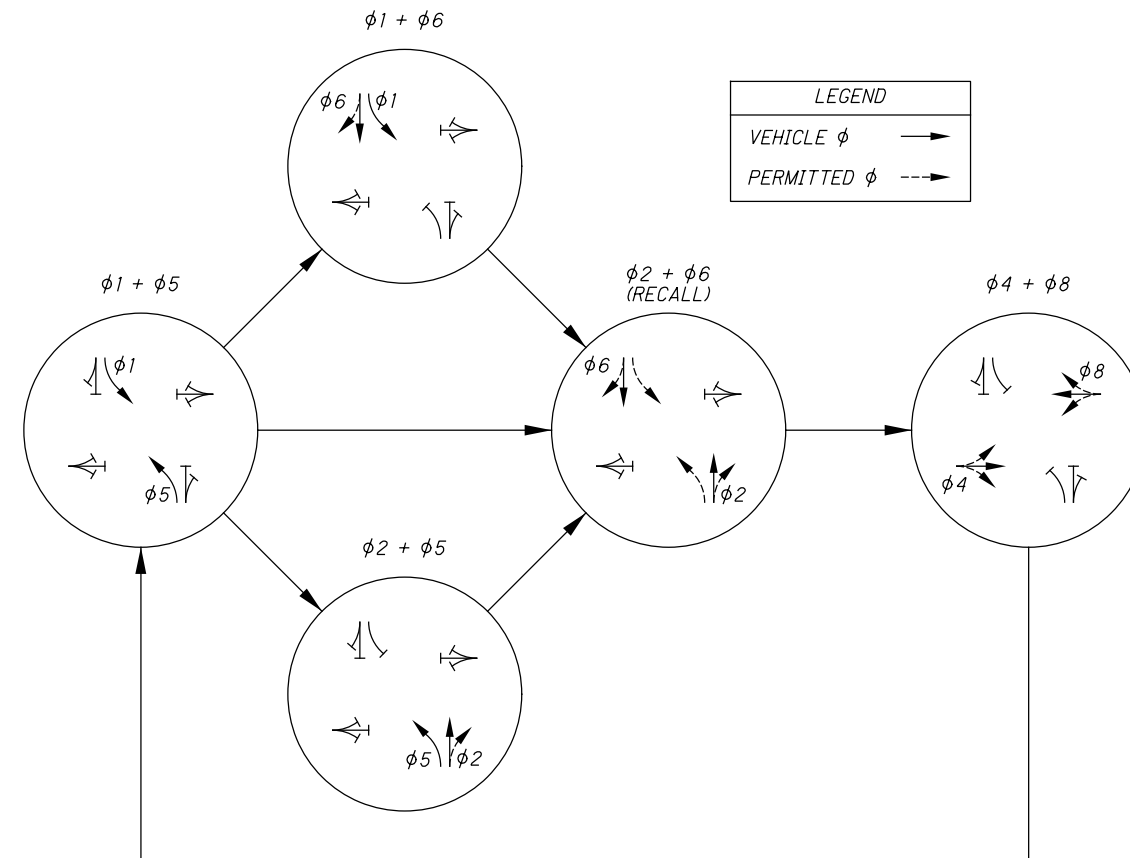 ϕ1 + ϕ6
ϕ6
ϕ1
LEGEND
VEHICLE ϕ
PERMITTED ϕ
ϕ1 + ϕ5
ϕ1
ϕ5
ϕ2 + ϕ6
(RECALL)
ϕ6
ϕ2
ϕ4 + ϕ8
ϕ8
ϕ4
ϕ2 + ϕ5
ϕ5
ϕ2